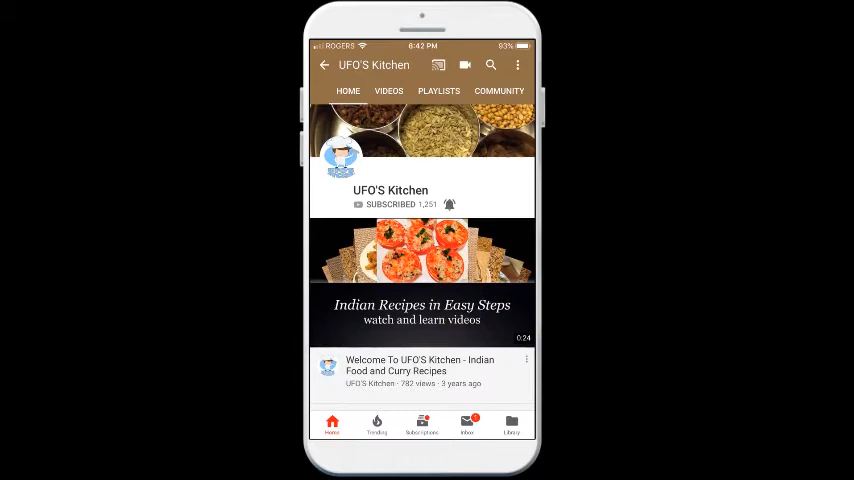 ROGERS 6:42 PM 93%
UFO'S Kitchen
HOME VIDEOS PLAYLISTS COMMUNITY
UFO'S Kitchen
SUBSCRIBED 1,251
Indian Recipes in Easy Steps
watch and learn videos
0:24
Welcome To UFO'S Kitchen - Indian
Food and Curry Recipes
UFO'S Kitchen · 782 views · 3 years ago
Home Trending Subscriptions Inbox Library